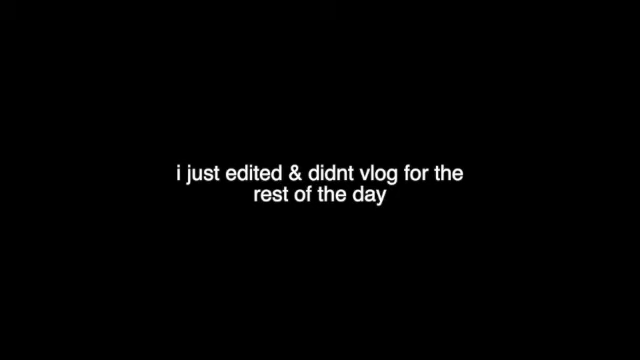 i just edited & didnt vlog for the
rest of the day